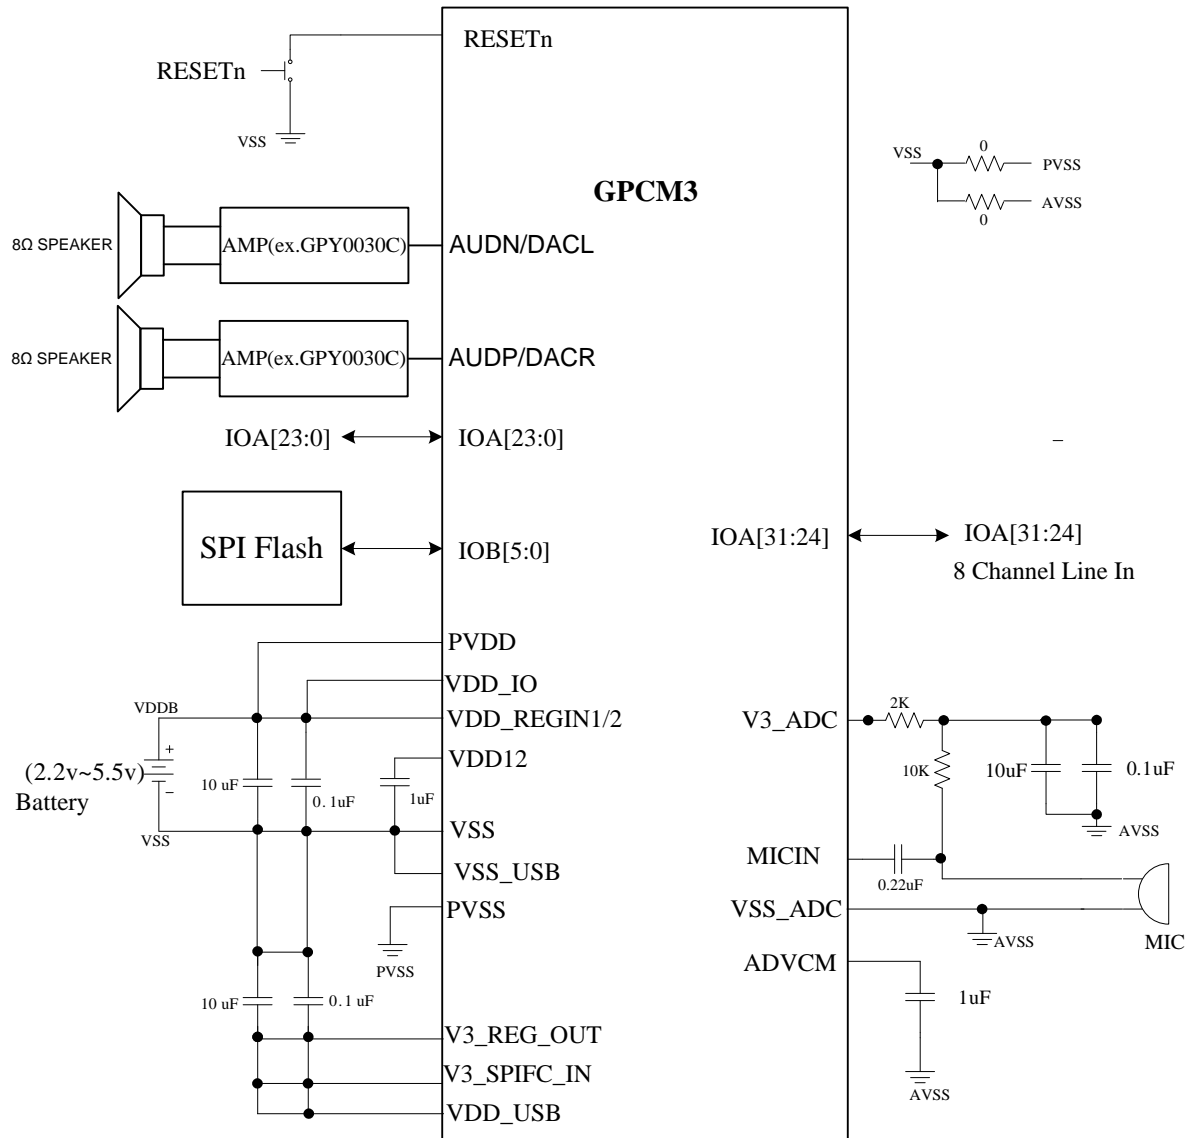 RESETn
RESETn
VSS
GPCM3
VSS
0
PVSS
0
AVSS
8Ω SPEAKER
AMP(ex.GPY0030C)
AUDN/DACL
8Ω SPEAKER
AMP(ex.GPY0030C)
AUDP/DACR
IOA[23:0]
IOA[23:0]
SPI Flash
IOB[5:0]
IOA[31:24]
IOA[31:24]
8 Channel Line In
PVDD
VDD_IO
VDDB
VDD_REGIN1/2
VDD12
+
(2.2v~5.5v)
–
Battery
10 uF
0.1uF
1uF
VSS
VSS
VSS_USB
PVSS
PVSS
10 uF
0.1 uF
V3_REG_OUT
V3_SPIFC_IN
VDD_USB
V3_ADC
2K
10K
10uF
0.1uF
AVSS
MICIN
0.22uF
VSS_ADC
AVSS
MIC
ADVCM
1uF
AVSS